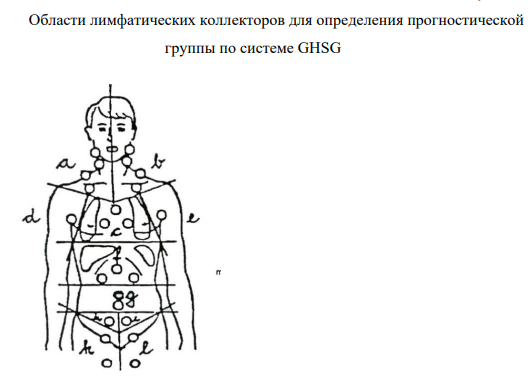 Области лимфатических коллекторов для определения прогностической
группы по системе GHSG
a
b
d
e
c
f
k
l